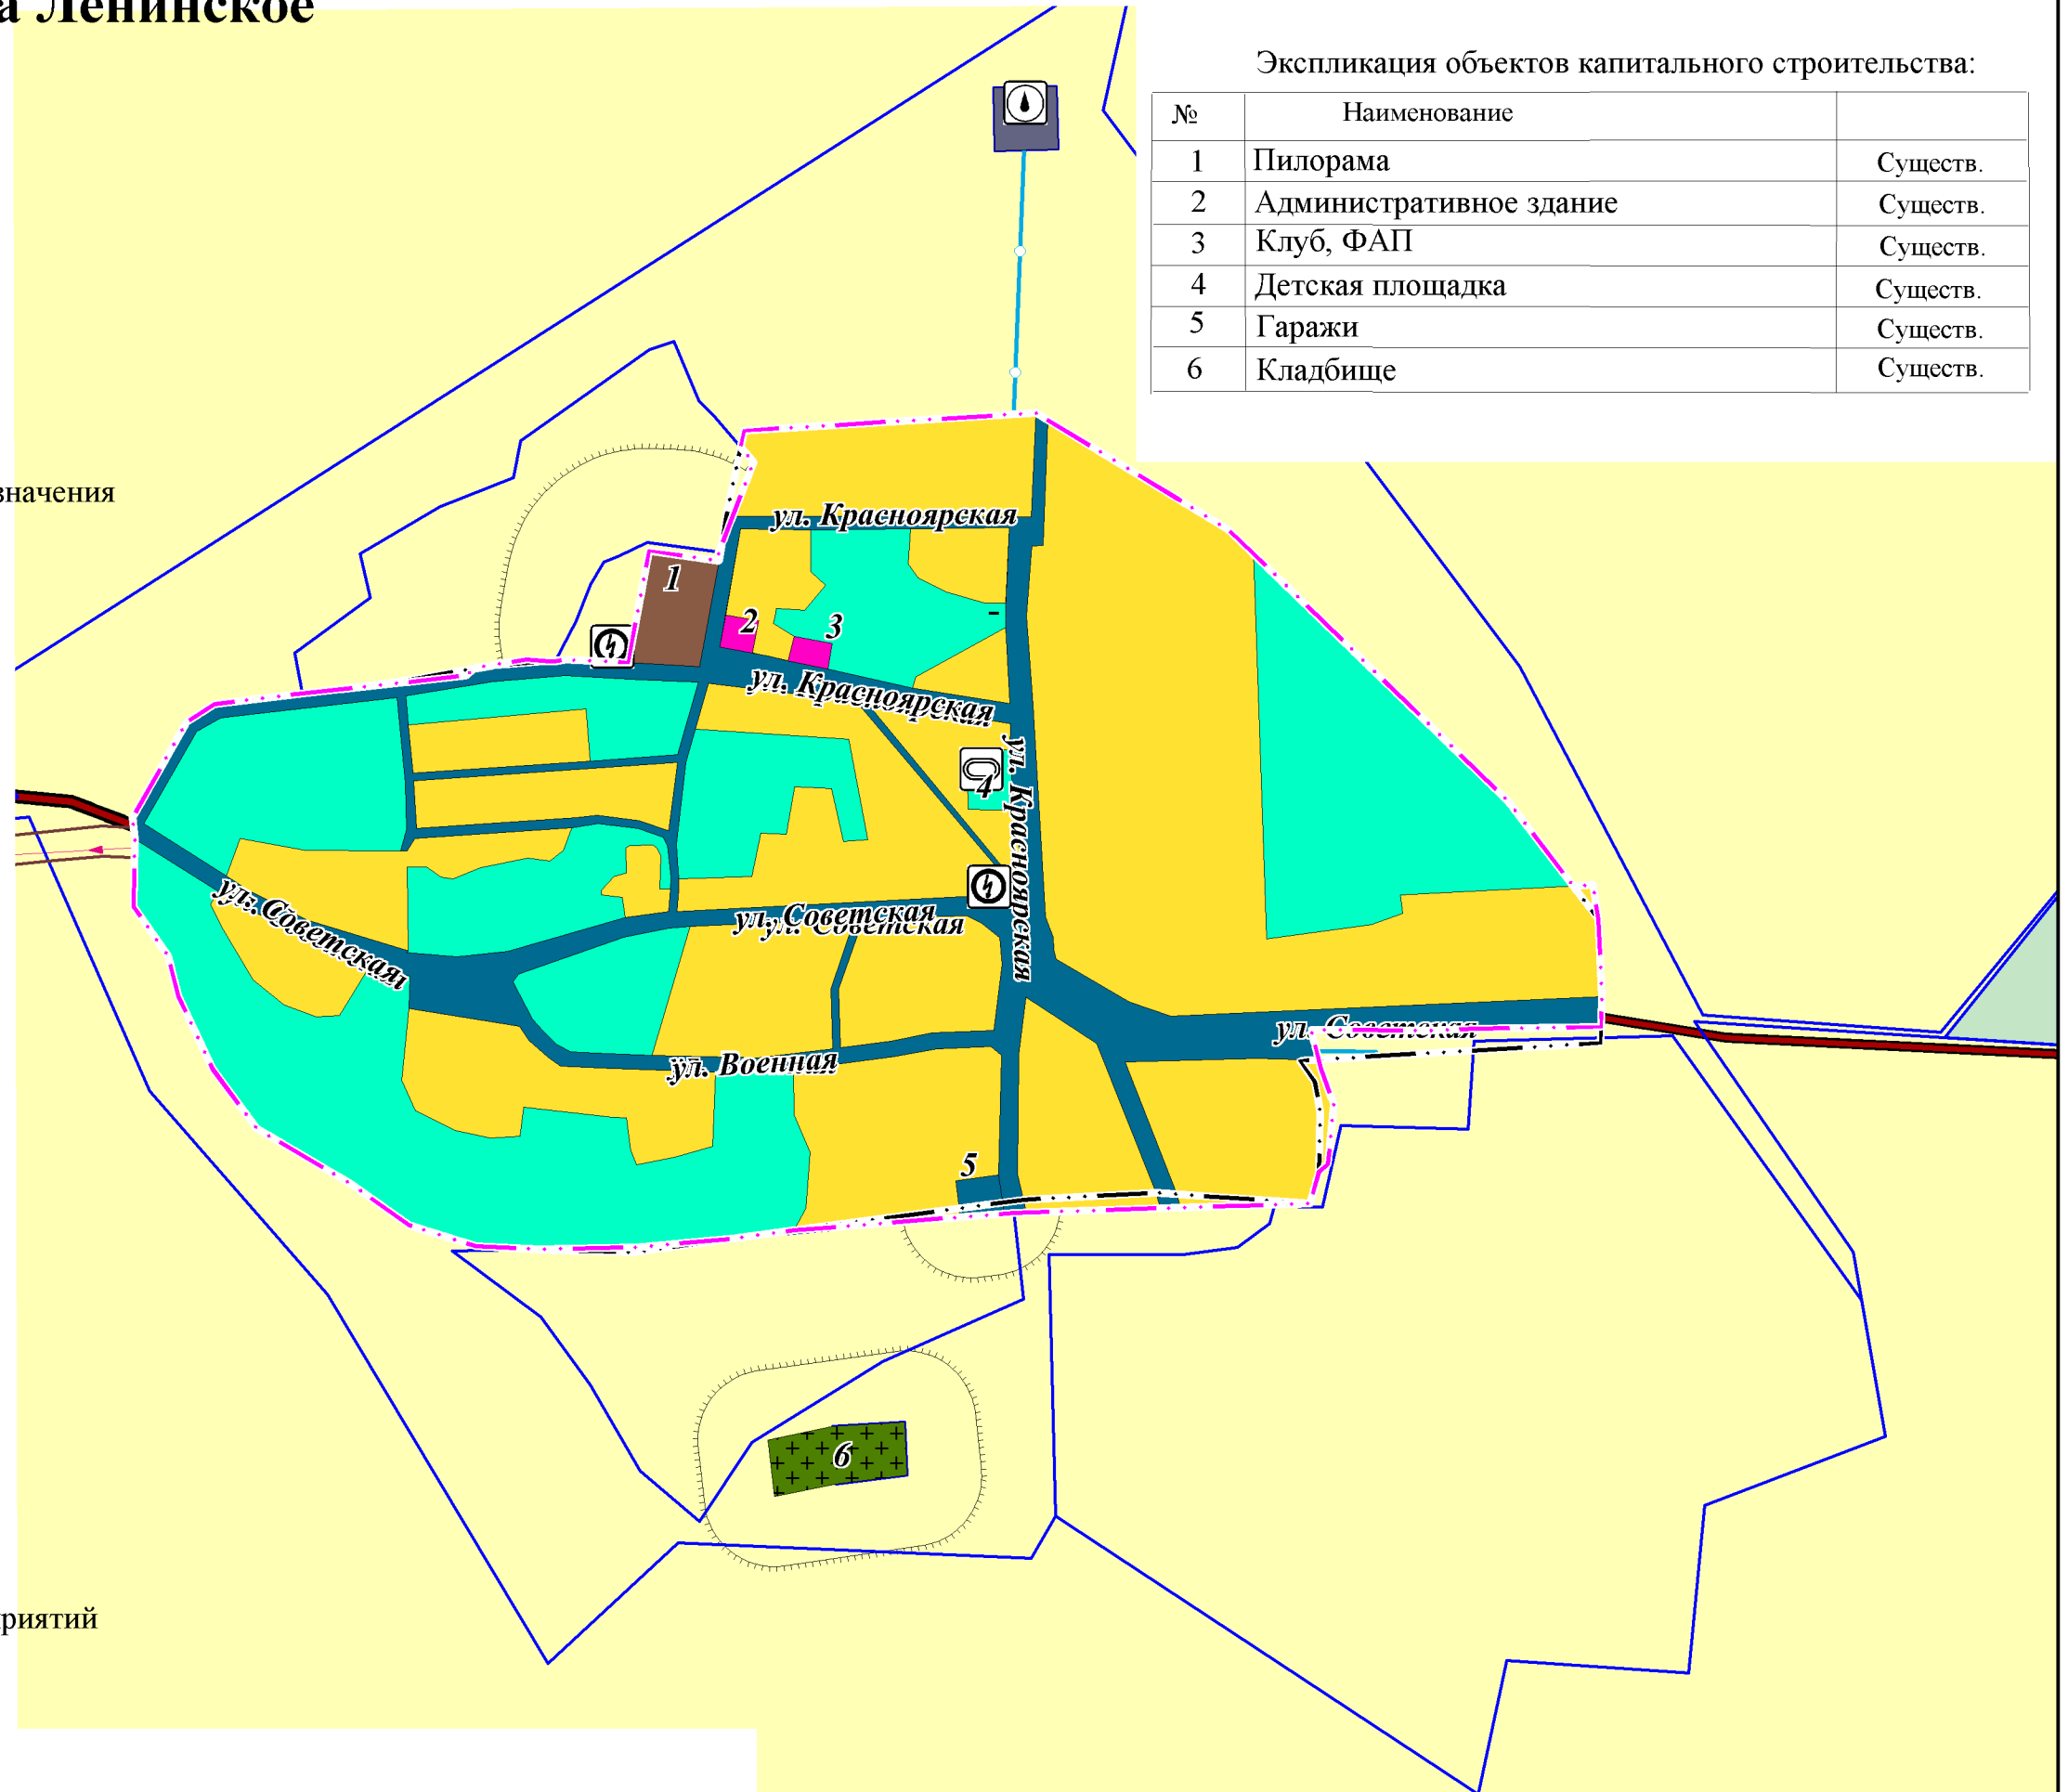 а Ленинское
Экспликация объектов капитального строительства:
№ Наименование
1 Пилорама Существ.
2 Административное здание Существ.
3 Клуб, ФАП Существ.
4 Детская площадка Существ.
5 Гаражи Существ.
6 Кладбище Существ.
значения
ул. Красноярская
1
2
3
ул. Красноярская
ул. Красноярская
4
ул. Советская
ул. Советская
ул. Советская
ул. Советская
ул. Военная
5
6
риятий